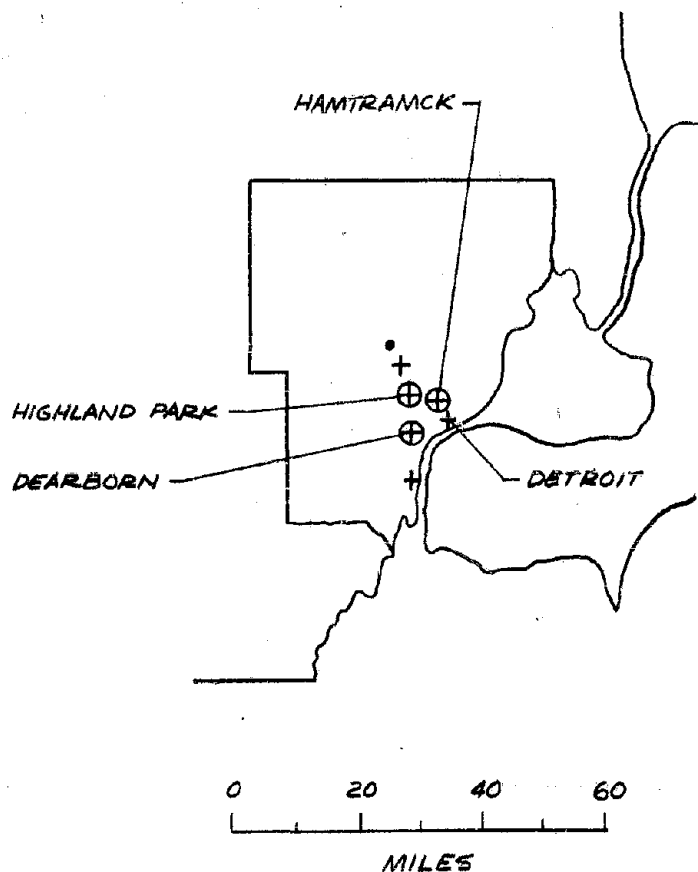 HAMTRAMCK
HIGHLAND PARK
DEARBORN
DETROIT
0 20 40 60
MILES